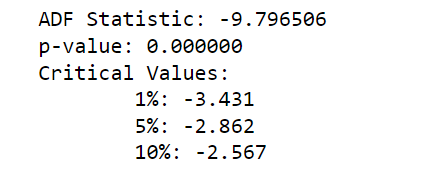 ADF Statistic: -9.796506
p-value: 0.000000
Critical Values:
1%: -3.431
5%: -2.862
10%: -2.567